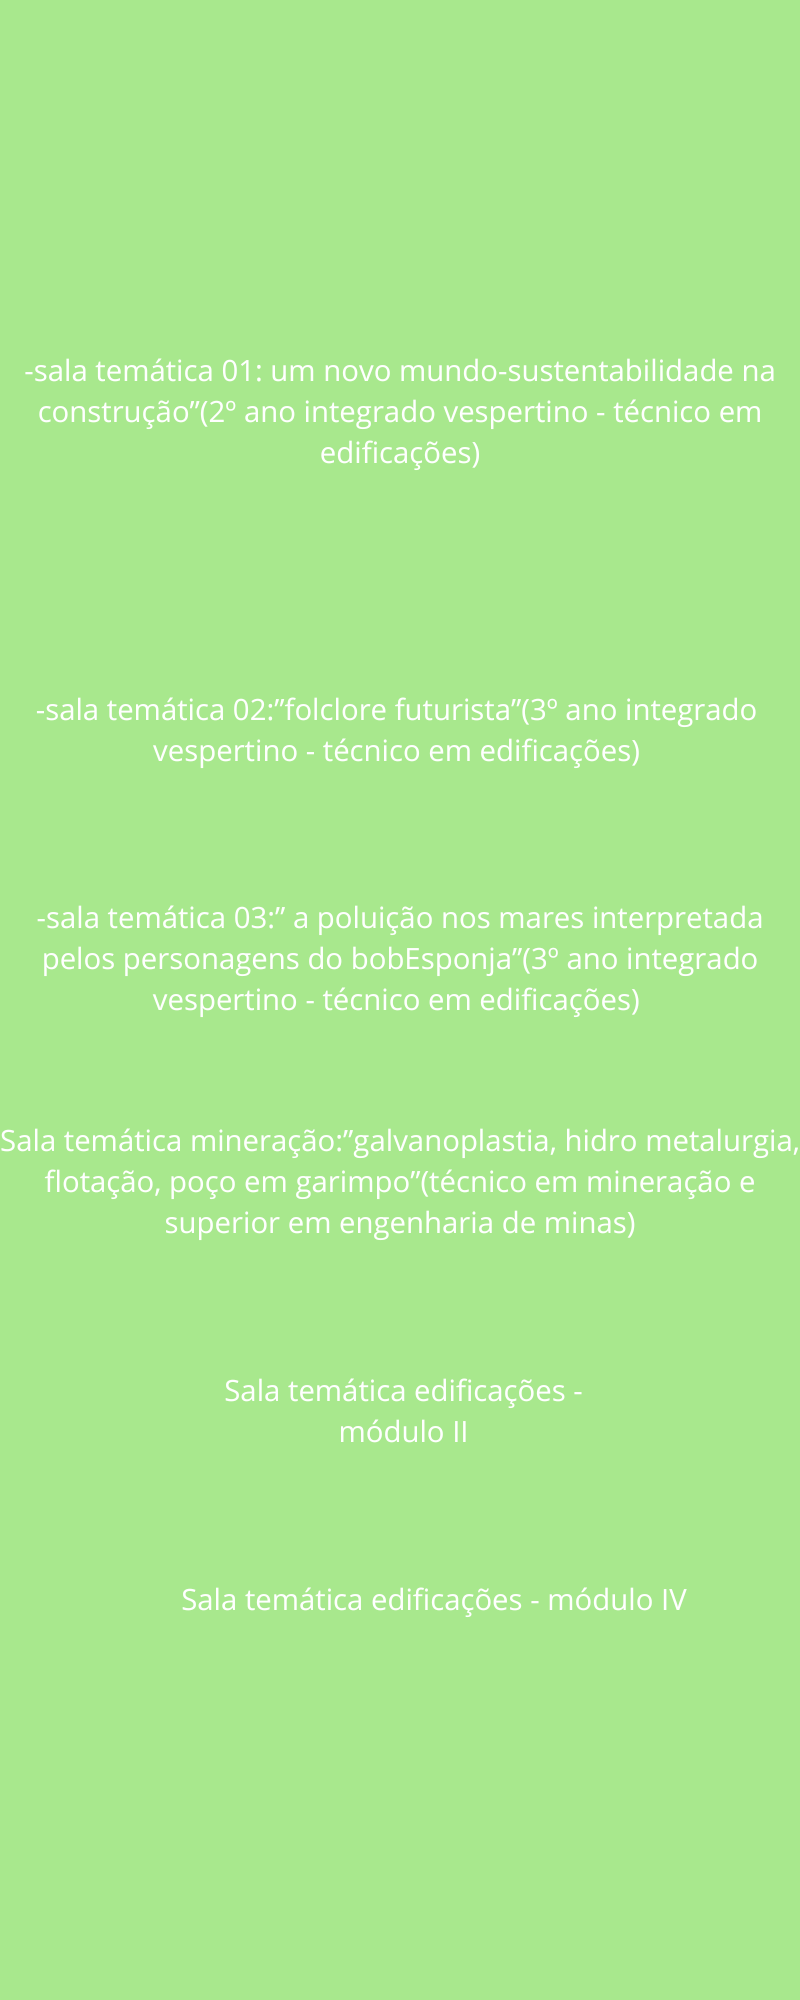 -sala temática 01: um novo mundo-sustentabilidade na
construção”(2º ano integrado vespertino - técnico em
edificações)
-sala temática 02:”folclore futurista”(3º ano integrado
vespertino - técnico em edificações)
-sala temática 03:” a poluição nos mares interpretada
pelos personagens do bobEsponja”(3º ano integrado
vespertino - técnico em edificações)
Sala temática mineração:”galvanoplastia, hidro metalurgia,
flotação, poço em garimpo”(técnico em mineração e
superior em engenharia de minas)
Sala temática edificações -
módulo II
Sala temática edificações - módulo IV